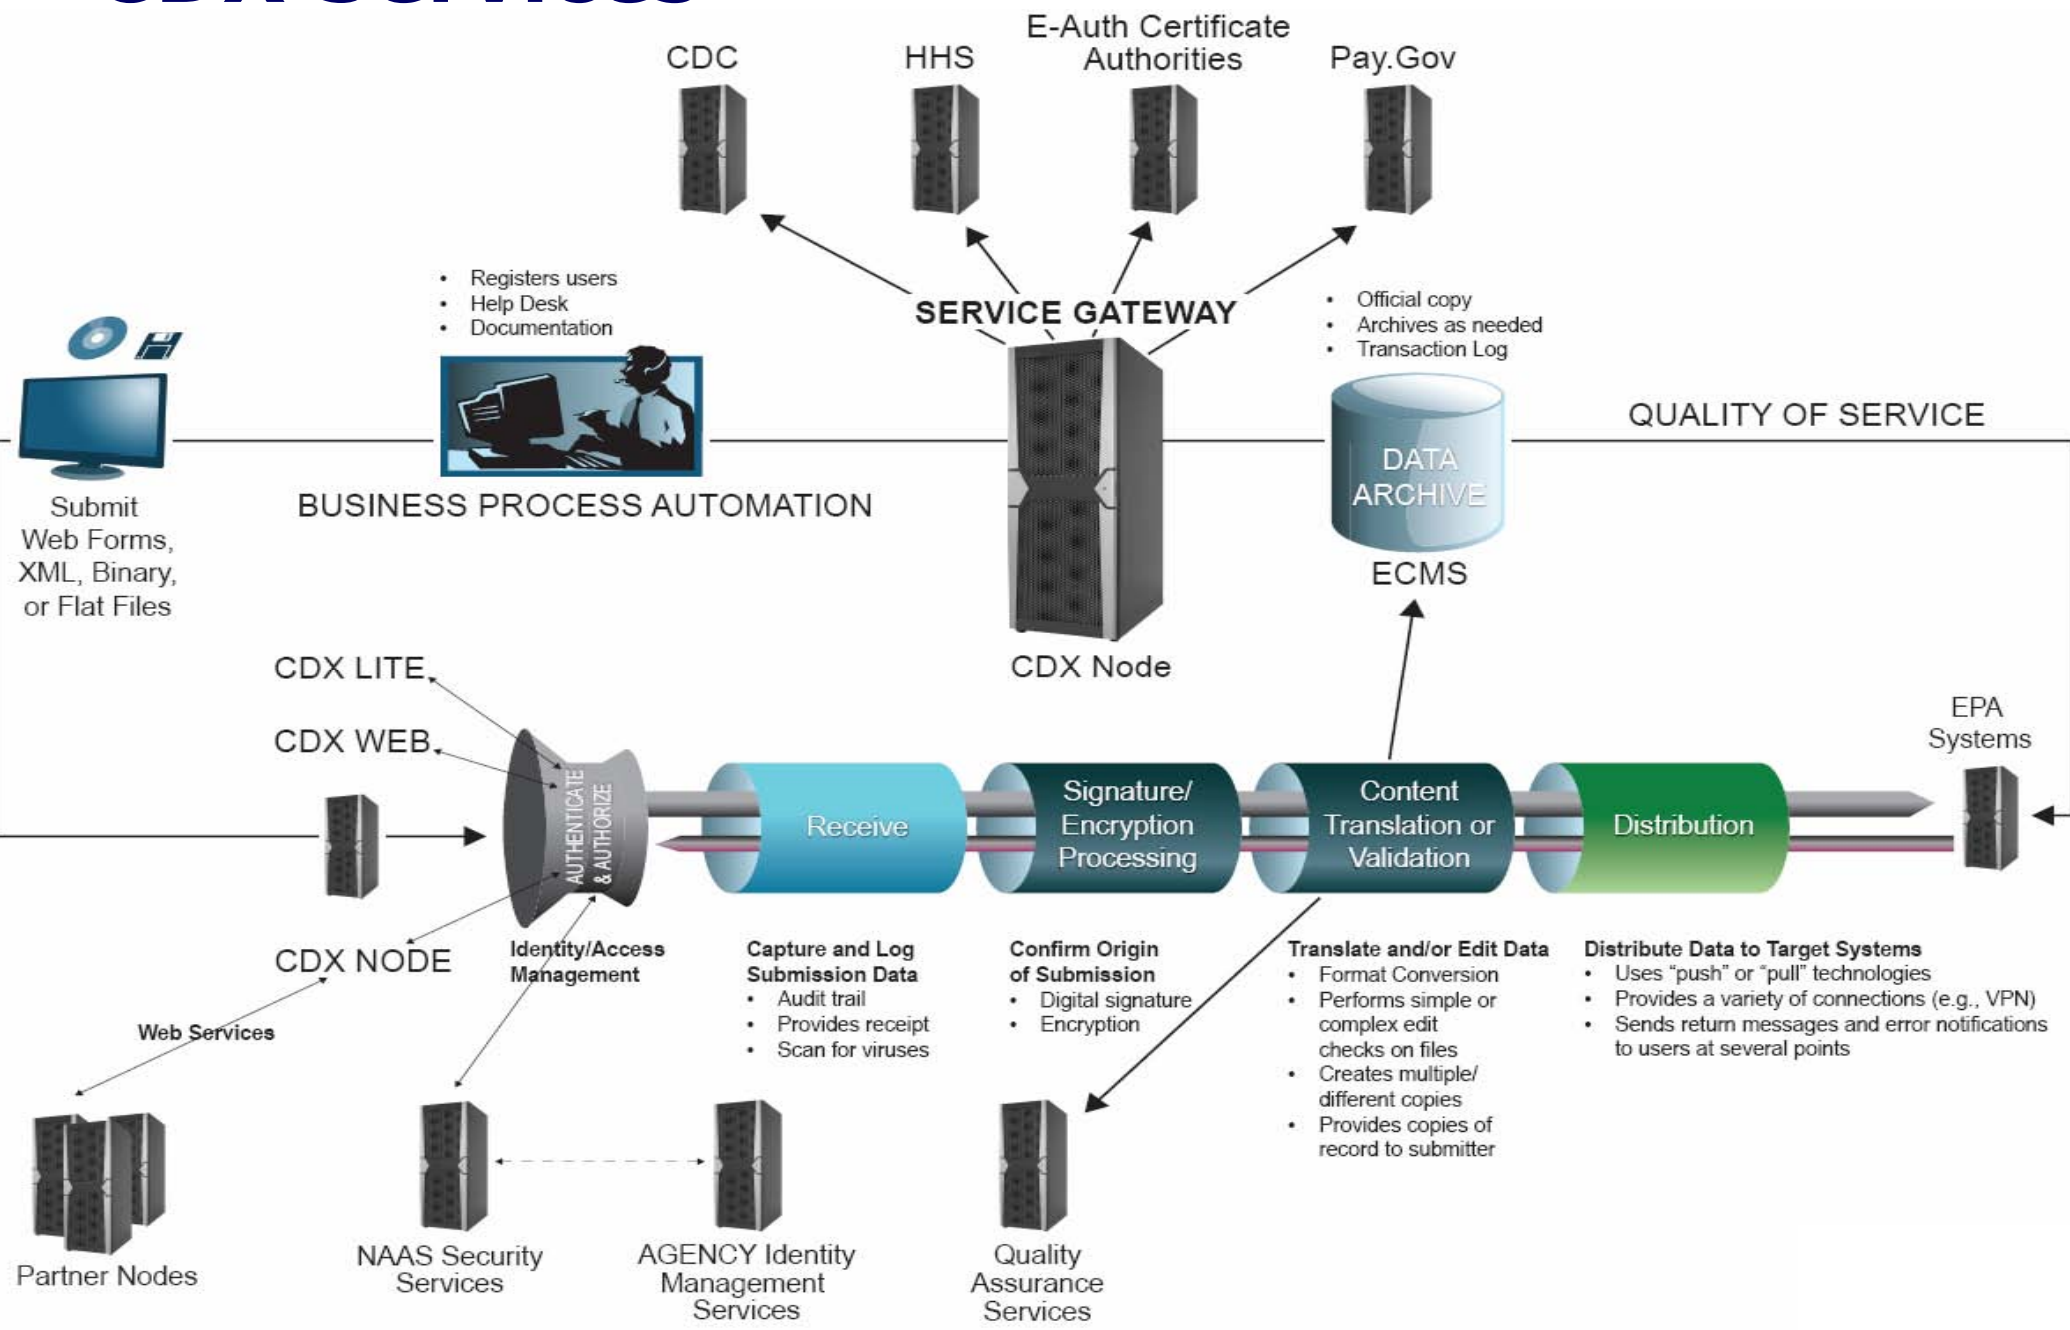 CDX Services
CDC
HHS
E-Auth Certificate
Authorities
Pay.Gov
• Registers users
• Help Desk
• Documentation
SERVICE GATEWAY
• Official copy
• Archives as needed
• Transaction Log
QUALITY OF SERVICE
DATA
ARCHIVE
Submit
Web Forms,
XML, Binary,
or Flat Files
BUSINESS PROCESS AUTOMATION
ECMS
CDX Node
CDX LITE
CDX WEB
EPA
Systems
AUTHENTICATE
& AUTHORIZE
Receive
Signature/
Encryption
Processing
Content
Translation or
Validation
Distribution
CDX NODE
Web Services
Identity/Access
Management
Capture and Log
Submission Data
• Audit trail
• Provides receipt
• Scan for viruses
Confirm Origin
of Submission
• Digital signature
• Encryption
Translate and/or Edit Data
• Format Conversion
• Performs simple or
complex edit
checks on files
• Creates multiple/
different copies
• Provides copies of
record to submitter
Distribute Data to Target Systems
• Uses “push” or “pull” technologies
• Provides a variety of connections (e.g., VPN)
• Sends return messages and error notifications
to users at several points
Partner Nodes
NAAS Security
Services
AGENCY Identity
Management
Services
Quality
Assurance
Services